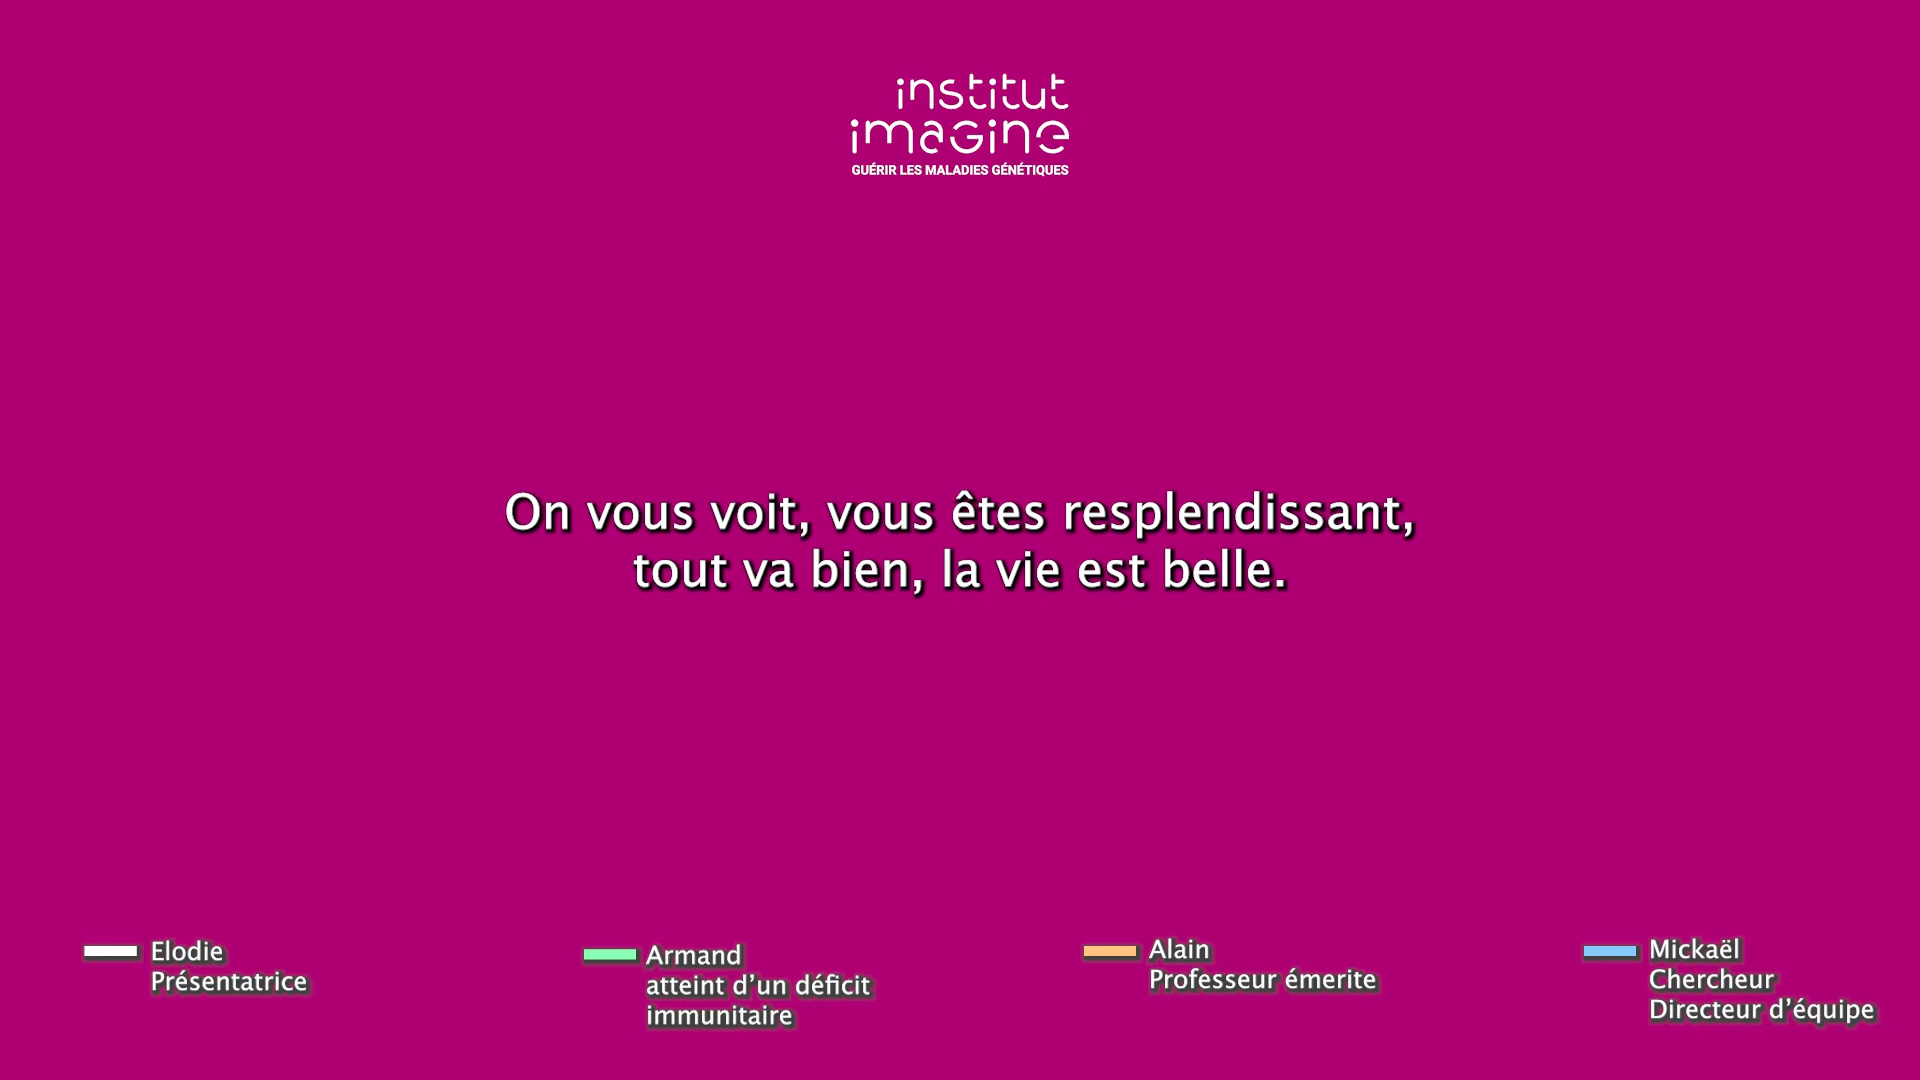 institut
imagine
GUÉRIR LES MALADIES GÉNÉTIQUES
On vous voit, vous êtes resplendissant,
tout va bien, la vie est belle.
Elodie
Présentatrice
Armand
atteint d'un déficit
immunitaire
Alain
Professeur émerite
Mickaël
Chercheur
Directeur d'équipe